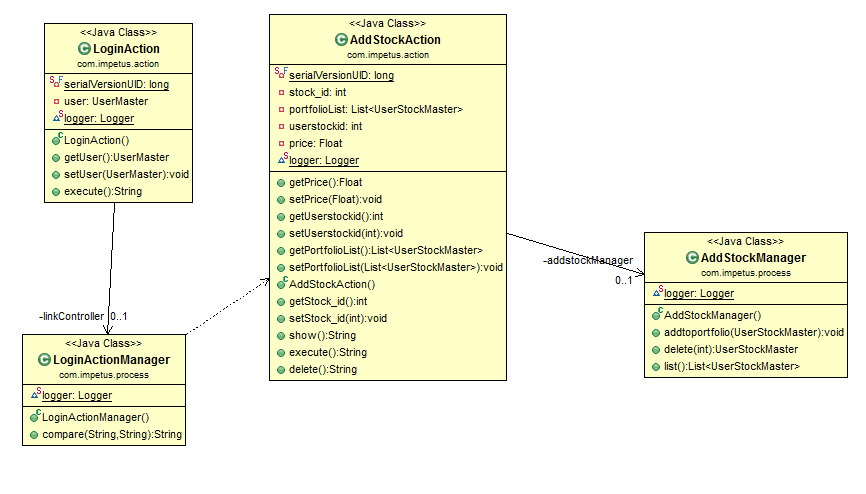 <<Java Class>>
LoginAction
com.impetus.action
serialVersionUID: long
user: UserMaster
logger: Logger
LoginAction()
getUser():UserMaster
setUser(UserMaster):void
execute():String
<<Java Class>>
AddStockAction
com.impetus.action
serialVersionUID: long
stock_id: int
portfolioList: List<UserStockMaster>
userstockid: int
price: Float
logger: Logger
getPrice():Float
setPrice(Float):void
getUserstockid():int
setUserstockid(int):void
getPortfolioList():List<UserStockMaster>
setPortfolioList(List<UserStockMaster>):void
AddStockAction()
getStock_id():int
setStock_id(int):void
show():String
execute():String
delete():String
-addstockManager
0..1
<<Java Class>>
AddStockManager
com.impetus.process
logger: Logger
AddStockManager()
addtoportfolio(UserStockMaster):void
delete(int):UserStockMaster
list():List<UserStockMaster>
-linkController 0..1
<<Java Class>>
LoginActionManager
com.impetus.process
logger: Logger
LoginActionManager()
compare(String,String):String